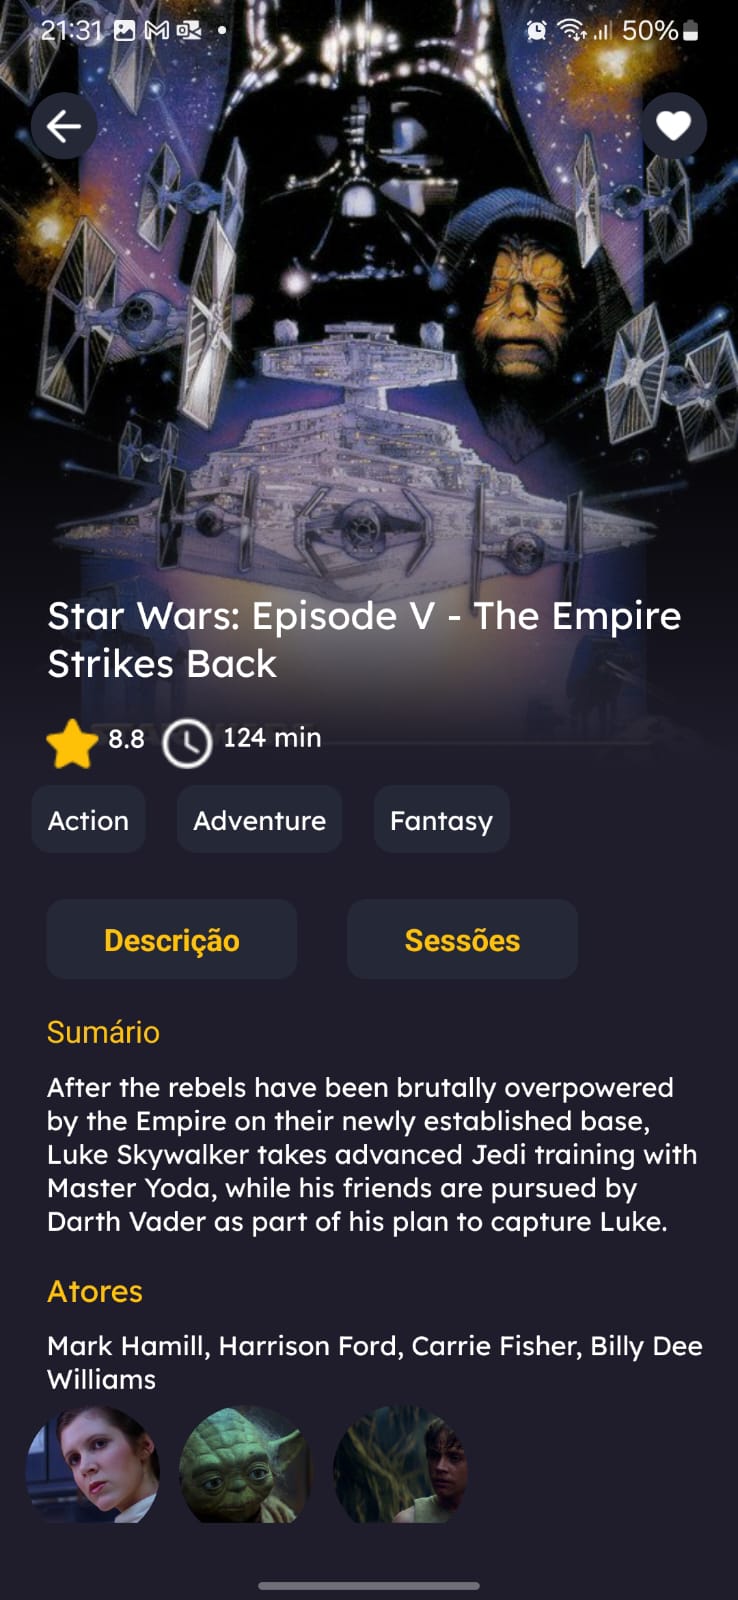 21:31
50%
Star Wars: Episode V - The Empire
Strikes Back
8.8
124 min
Action
Adventure
Fantasy
Descrição
Sessões
Sumário
After the rebels have been brutally overpowered
by the Empire on their newly established base,
Luke Skywalker takes advanced Jedi training with
Master Yoda, while his friends are pursued by
Darth Vader as part of his plan to capture Luke.
Atores
Mark Hamill, Harrison Ford, Carrie Fisher, Billy Dee
Williams